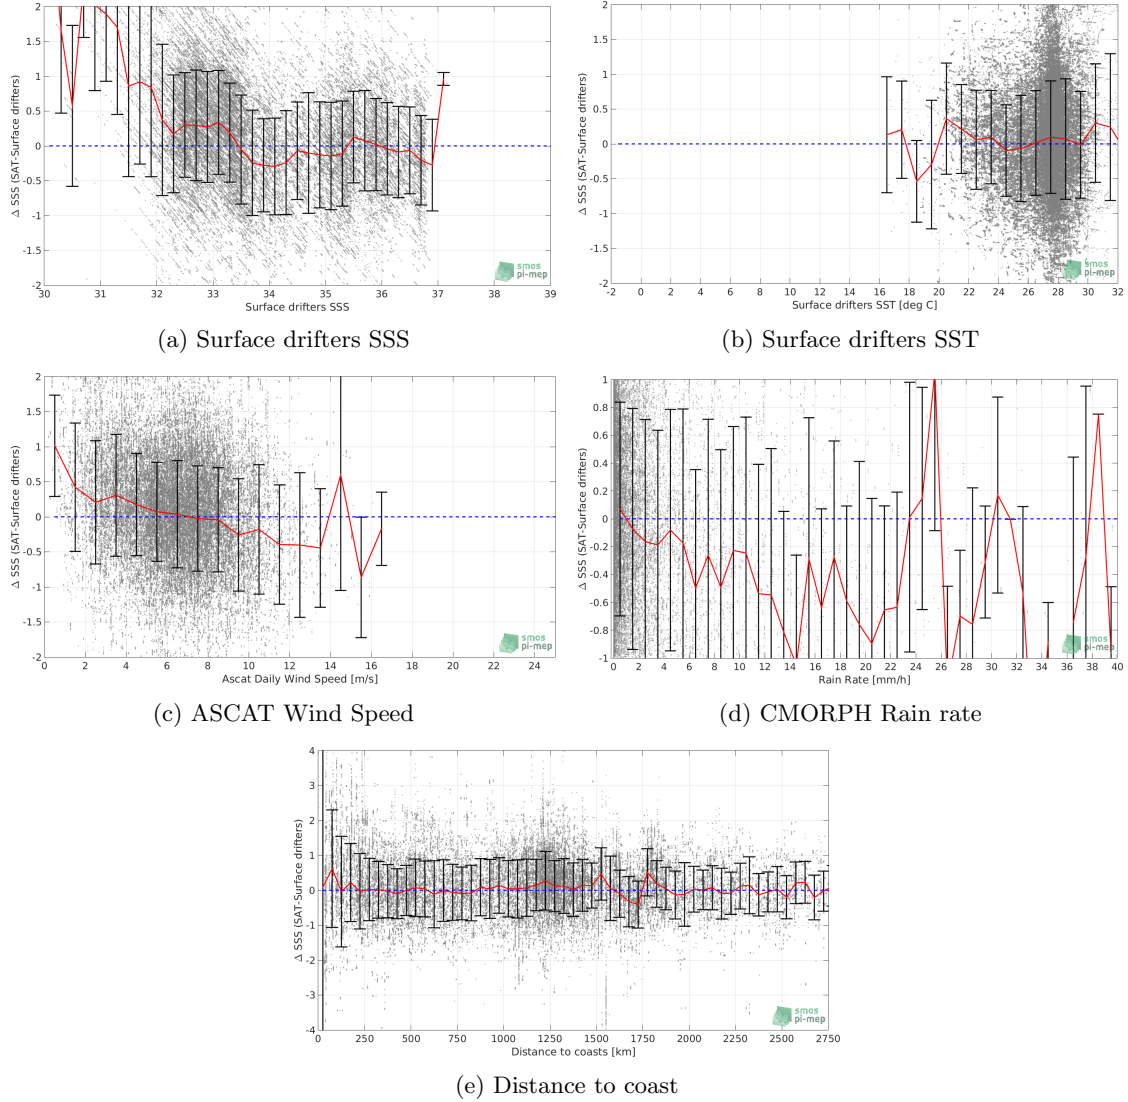 2
1.5
1
0.5
0
-0.5
-1
-1.5
-2
Δ SSS (SAT-Surface drifters)
30 31 32 33 34 35 36 37 38 39
Surface drifters SSS
smos
pi-mep
(a) Surface drifters SSS
2
1.5
1
0.5
0
-0.5
-1
-1.5
-2
Δ SSS (SAT-Surface drifters)
-2 0 2 4 6 8 10 12 14 16 18 20 22 24 26 28 30 32
Surface drifters SST [deg C]
smos
pi-mep
(b) Surface drifters SST
2
1.5
1
0.5
0
-0.5
-1
-1.5
-2
Δ SSS (SAT-Surface drifters)
0 2 4 6 8 10 12 14 16 18 20 22 24
Ascat Daily Wind Speed [m/s]
smos
pi-mep
(c) ASCAT Wind Speed
1
0.8
0.6
0.4
0.2
0
-0.2
-0.4
-0.6
-0.8
-1
Δ SSS (SAT-Surface drifters)
0 2 4 6 8 10 12 14 16 18 20 22 24 26 28 30 32 34 36 38 40
Rain Rate [mm/h]
smos
pi-mep
(d) CMORPH Rain rate
4
3
2
1
0
-1
-2
-3
-4
Δ SSS (SAT-Surface drifters)
0 250 500 750 1000 1250 1500 1750 2000 2250 2500 2750
Distance to coasts [km]
smos
pi-mep
(e) Distance to coast